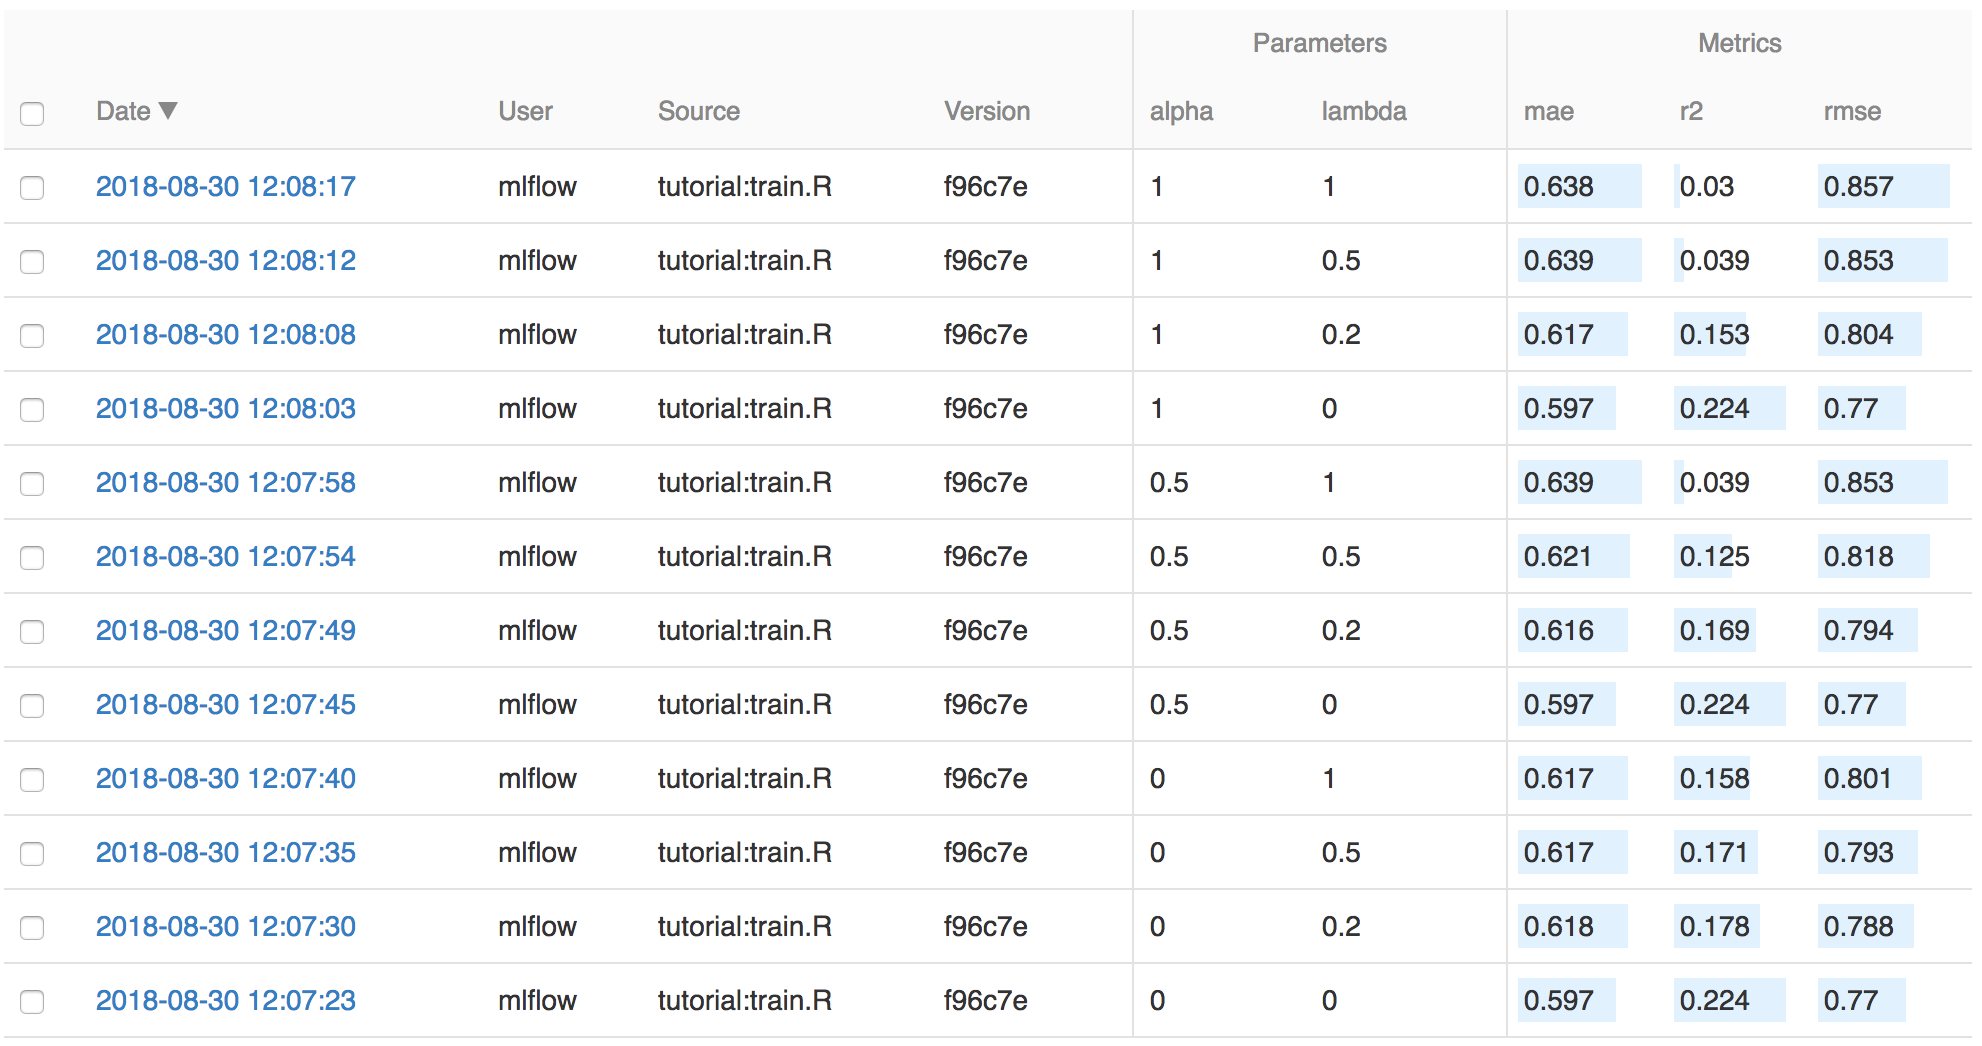 Parameters Metrics
Date ▼ User Source Version alpha lambda mae r2 rmse
2018-08-30 12:08:17 mlflow tutorial:train.R f96c7e 1 1 0.638 0.03 0.857
2018-08-30 12:08:12 mlflow tutorial:train.R f96c7e 1 0.5 0.639 0.039 0.853
2018-08-30 12:08:08 mlflow tutorial:train.R f96c7e 1 0.2 0.617 0.153 0.804
2018-08-30 12:08:03 mlflow tutorial:train.R f96c7e 1 0 0.597 0.224 0.77
2018-08-30 12:07:58 mlflow tutorial:train.R f96c7e 0.5 1 0.639 0.039 0.853
2018-08-30 12:07:54 mlflow tutorial:train.R f96c7e 0.5 0.5 0.621 0.125 0.818
2018-08-30 12:07:49 mlflow tutorial:train.R f96c7e 0.5 0.2 0.616 0.169 0.794
2018-08-30 12:07:45 mlflow tutorial:train.R f96c7e 0.5 0 0.597 0.224 0.77
2018-08-30 12:07:40 mlflow tutorial:train.R f96c7e 0 1 0.617 0.158 0.801
2018-08-30 12:07:35 mlflow tutorial:train.R f96c7e 0 0.5 0.617 0.171 0.793
2018-08-30 12:07:30 mlflow tutorial:train.R f96c7e 0 0.2 0.618 0.178 0.788
2018-08-30 12:07:23 mlflow tutorial:train.R f96c7e 0 0 0.597 0.224 0.77